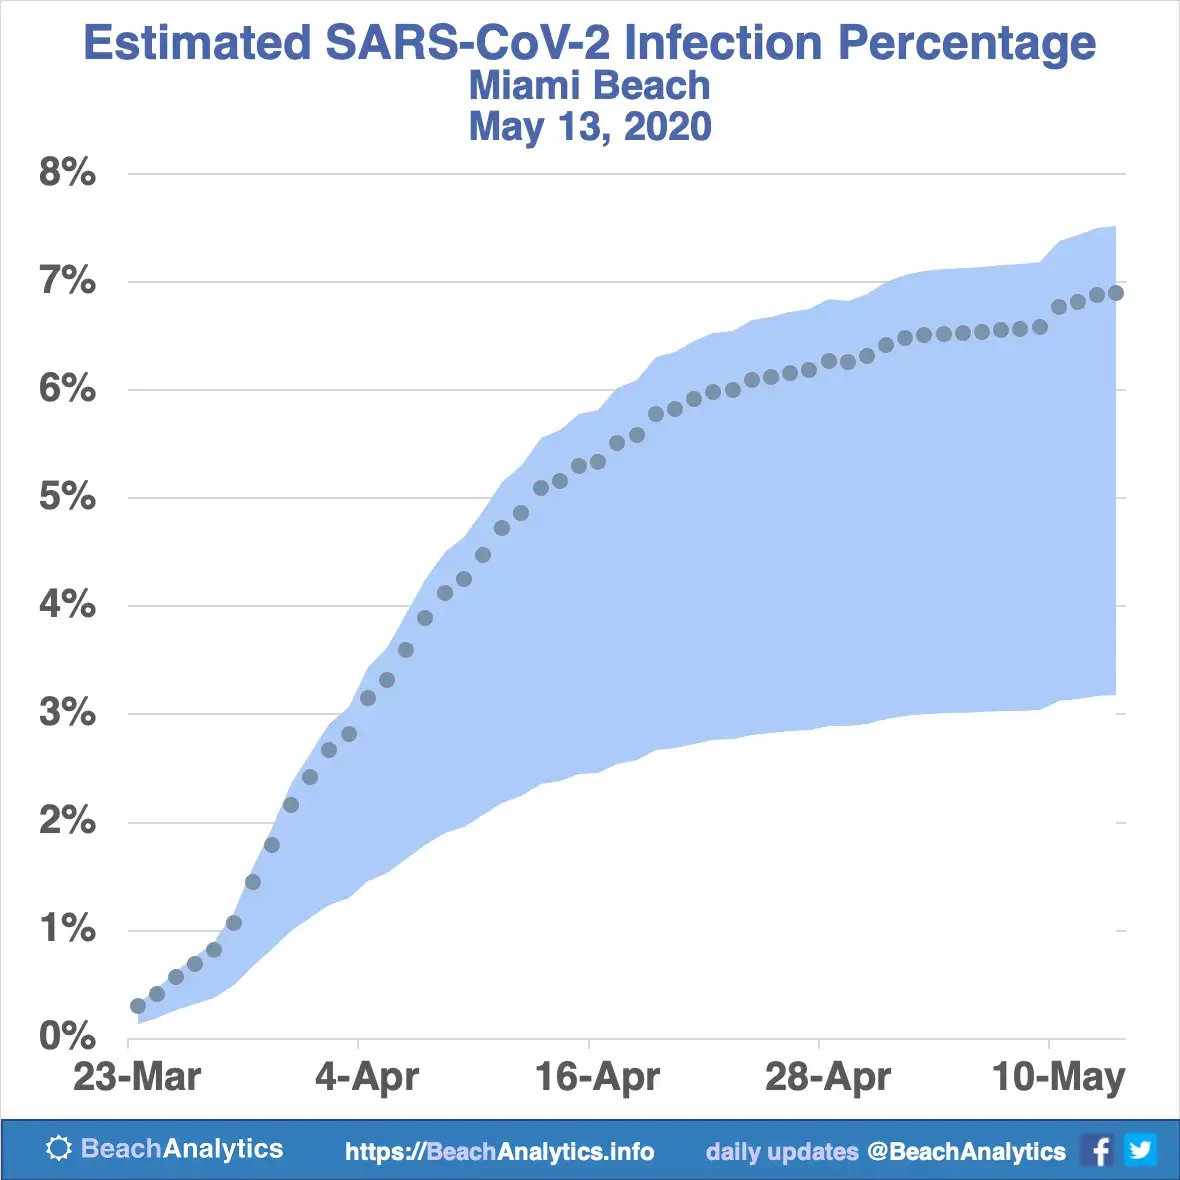 Estimated SARS-CoV-2 Infection Percentage
Miami Beach
May 13, 2020
8%
7%
6%
5%
4%
3%
2%
1%
0%
23-Mar 4-Apr 16-Apr 28-Apr 10-May
BeachAnalytics https://BeachAnalytics.info daily updates @BeachAnalytics f